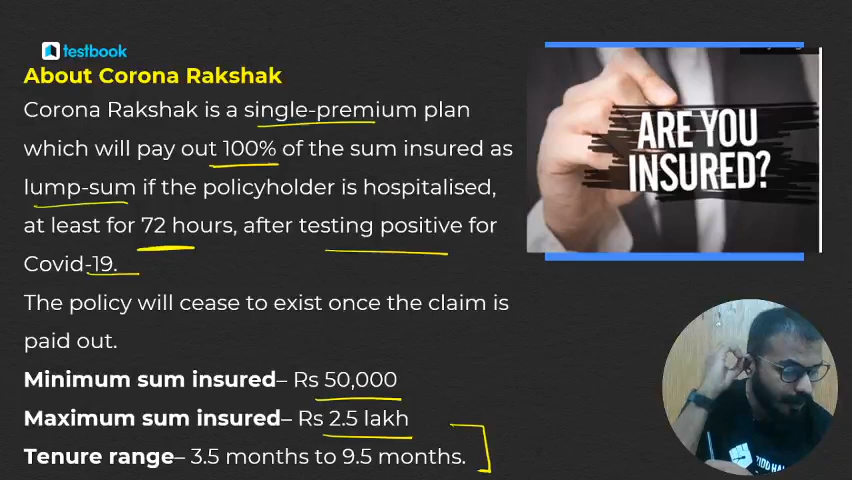 testbook
About Corona Rakshak
Corona Rakshak is a single-premium plan
which will pay out 100% of the sum insured as
lump-sum if the policyholder is hospitalised,
at least for 72 hours, after testing positive for
Covid-19.
The policy will cease to exist once the claim is
paid out.
Minimum sum insured– Rs 50,000
Maximum sum insured– Rs 2.5 lakh
Tenure range– 3.5 months to 9.5 months.
ARE YOU
INSURED?